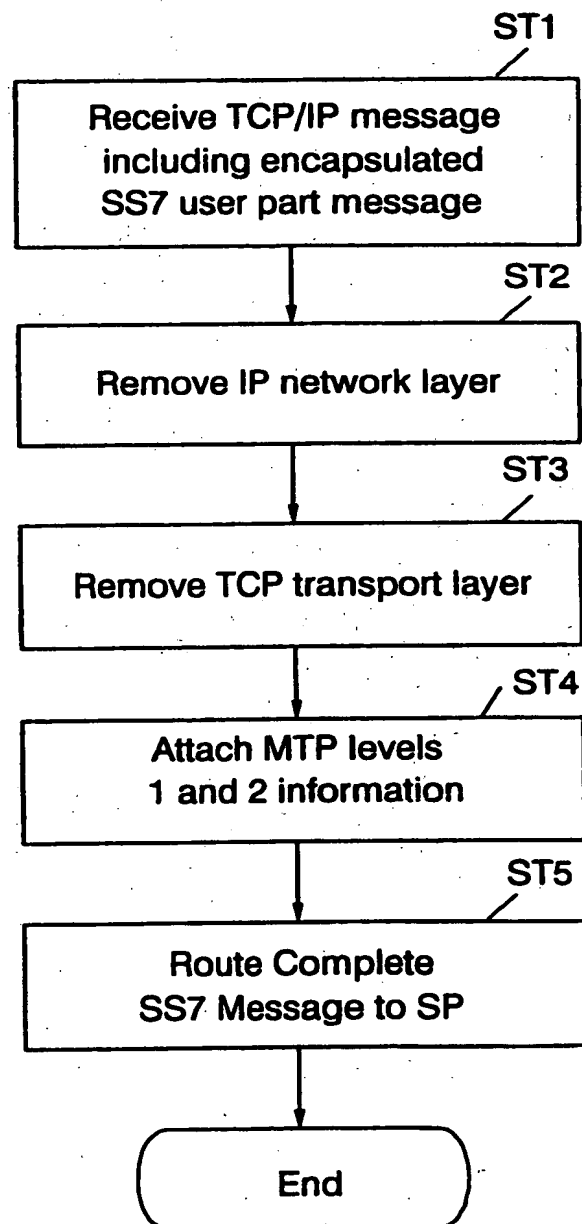 ST1
Receive TCP/IP message
including encapsulated
SS7 user part message
ST2
Remove IP network layer
ST3
Remove TCP transport layer
ST4
Attach MTP levels
1 and 2 information
ST5
Route Complete
SS7 Message to SP
End